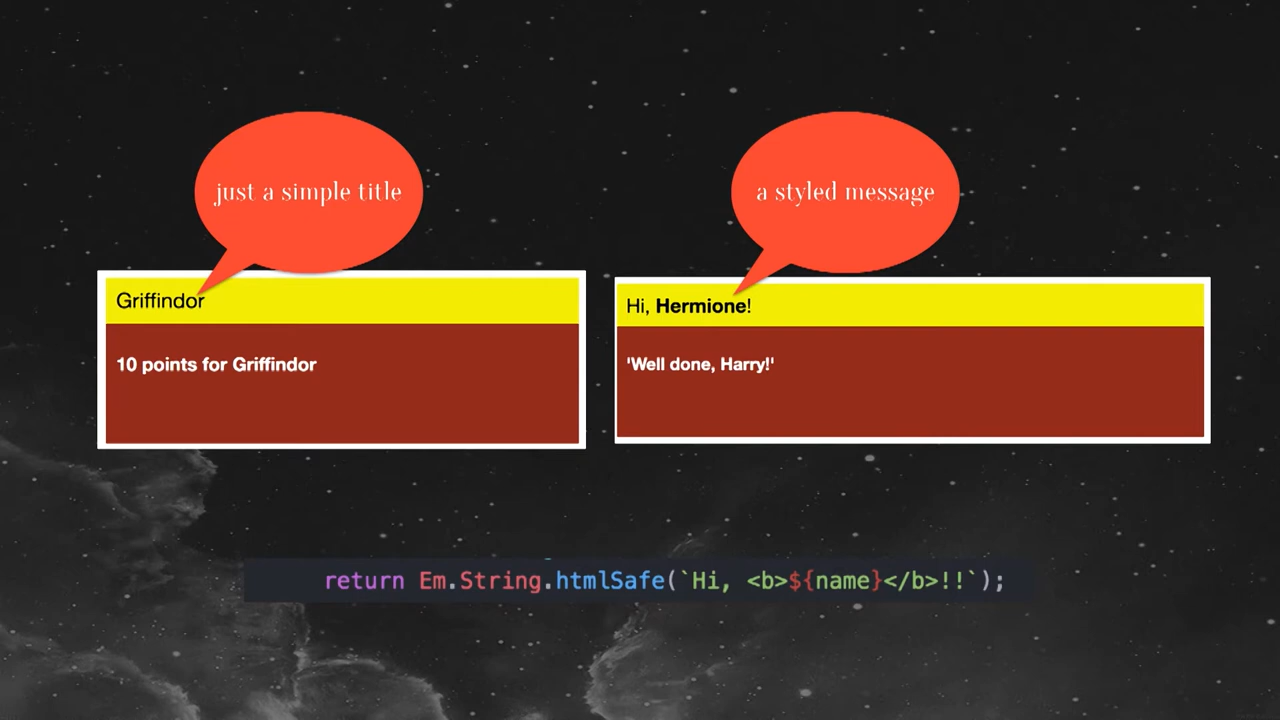 just a simple title
a styled message
Griffindor
10 points for Griffindor
Hi, Hermione!
'Well done, Harry!'
return Em.String.htmlSafe(`Hi, <b>${name}</b>!!`);